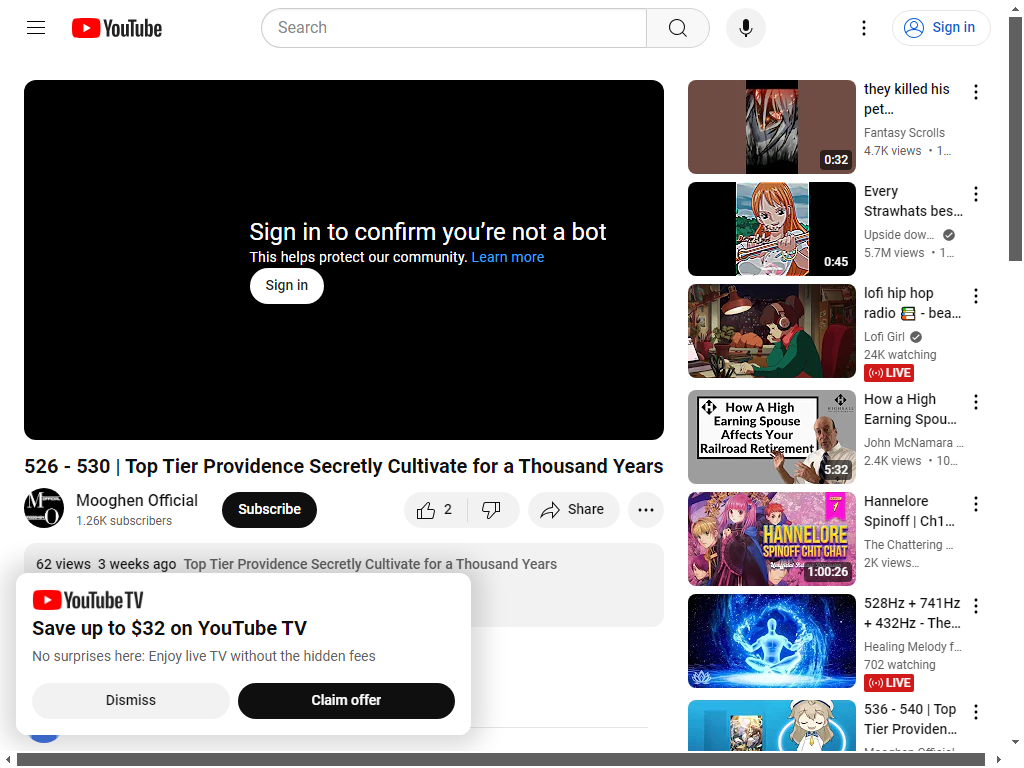 YouTube
Search
Sign in
Sign in to confirm you're not a bot
This helps protect our community. Learn more
Sign in
526 - 530 | Top Tier Providence Secretly Cultivate for a Thousand Years
Mooghen Official
1.26K subscribers
Subscribe
2
Share
62 views 3 weeks ago Top Tier Providence Secretly Cultivate for a Thousand Years
YouTube TV
Save up to $32 on YouTube TV
No surprises here: Enjoy live TV without the hidden fees
Dismiss
Claim offer
0:32
they killed his
pet…
Fantasy Scrolls
4.7K views • 1…
0:45
Every
Strawhats bes…
Upside dow…
5.7M views • 1…
lofi hip hop
radio 📚 - bea…
Lofi Girl
24K watching
LIVE
How A High
Earning Spouse
Affects Your
Railroad Retirement
5:32
How a High
Earning Spou…
John McNamara …
2.4K views • 10…
HANNELORE
SPINOFF CHIT CHAT
1:00:26
Hannelore
Spinoff | Ch1…
The Chattering …
2K views…
528Hz + 741Hz
+ 432Hz - The…
Healing Melody f…
702 watching
LIVE
536 - 540 | Top
Tier Providen…
Mooghen Official